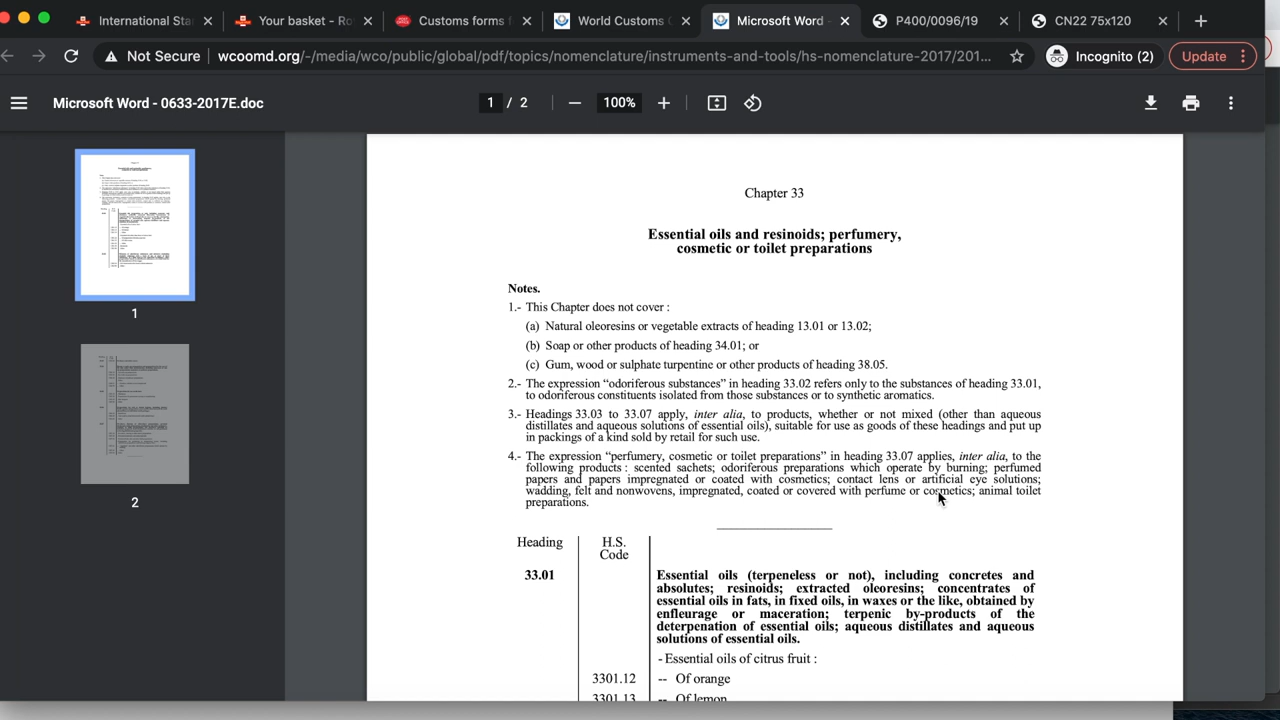 International Sta
Your basket - Ro
Customs forms f
World Customs O
Microsoft Word -
P400/0096/19
CN22 75x120
Not Secure
wcoomd.org/-/media/wco/public/global/pdf/topics/nomenclature/instruments-and-tools/hs-nomenclature-2017/201...
Incognito (2)
Update
Microsoft Word - 0633-2017E.doc
1 / 2
100%
1
2
Chapter 33
Essential oils and resinoids; perfumery,
cosmetic or toilet preparations
Notes.
1.- This Chapter does not cover :
(a) Natural oleoresins or vegetable extracts of heading 13.01 or 13.02;
(b) Soap or other products of heading 34.01; or
(c) Gum, wood or sulphate turpentine or other products of heading 38.05.
2.- The expression “odoriferous substances” in heading 33.02 refers only to the substances of heading 33.01,
to odoriferous constituents isolated from those substances or to synthetic aromatics.
3.- Headings 33.03 to 33.07 apply, inter alia, to products, whether or not mixed (other than aqueous
distillates and aqueous solutions of essential oils), suitable for use as goods of these headings and put up
in packings of a kind sold by retail for such use.
4.- The expression “perfumery, cosmetic or toilet preparations” in heading 33.07 applies, inter alia, to the
following products : scented sachets; odoriferous preparations which operate by burning; perfumed
papers and papers impregnated or coated with cosmetics; contact lens or artificial eye solutions;
wadding, felt and nonwovens, impregnated, coated or covered with perfume or cosmetics; animal toilet
preparations.
Heading
H.S.
Code
33.01
Essential oils (terpeneless or not), including concretes and
absolutes; resinoids; extracted oleoresins; concentrates of
essential oils in fats, in fixed oils, in waxes or the like, obtained by
enfleurage or maceration; terpenic by-products of the
deterpenation of essential oils; aqueous distillates and aqueous
solutions of essential oils.
- Essential oils of citrus fruit :
3301.12 -- Of orange
3301.13 -- Of lemon